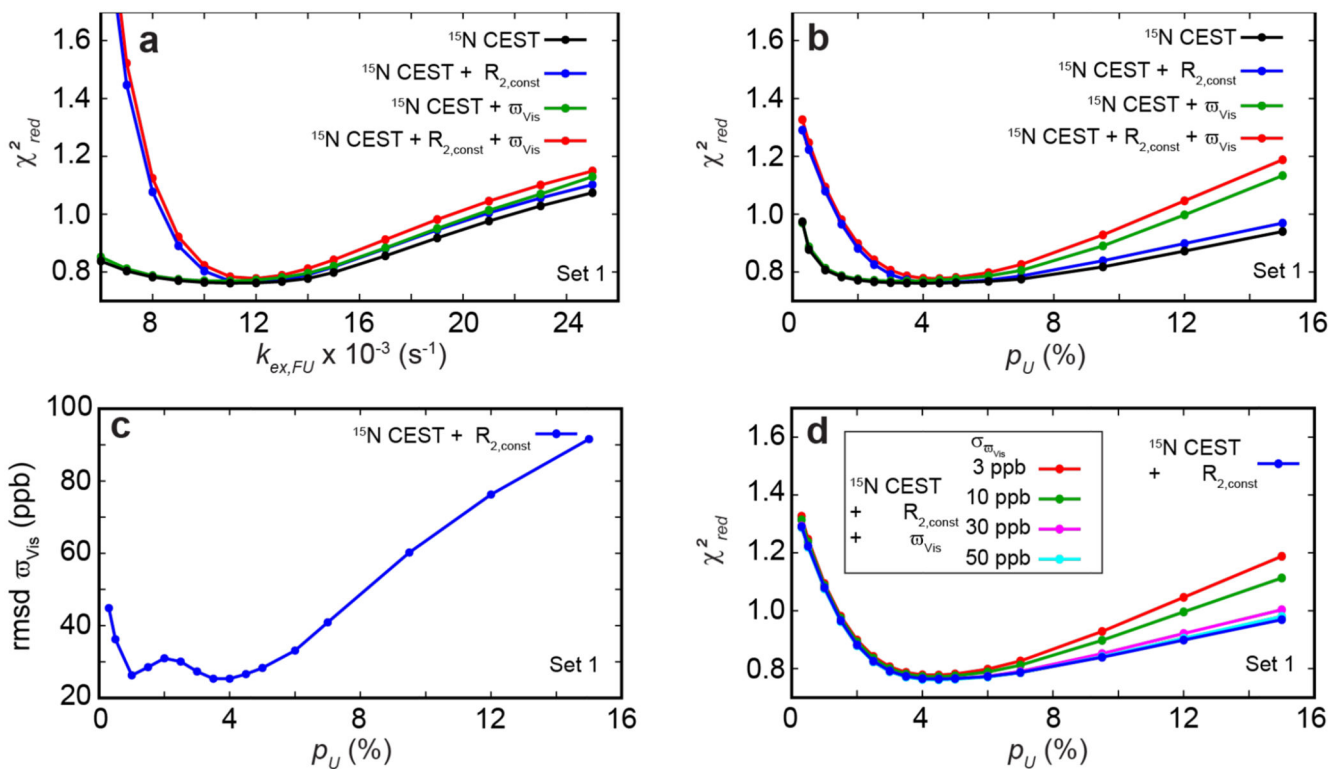 a
¹⁵N CEST
¹⁵N CEST + R₂,const
¹⁵N CEST + ϖVis
¹⁵N CEST + R₂,const + ϖVis
χ²red
1.6
1.4
1.2
1.0
0.8
Set 1
8 12 16 20 24
kex,FU x 10⁻³ (s⁻¹)
b
¹⁵N CEST
¹⁵N CEST + R₂,const
¹⁵N CEST + ϖVis
¹⁵N CEST + R₂,const + ϖVis
χ²red
1.6
1.4
1.2
1.0
0.8
Set 1
0 4 8 12 16
pU (%)
c
¹⁵N CEST + R₂,const
rmsd ϖVis (ppb)
100
80
60
40
20
Set 1
0 4 8 12 16
pU (%)
d
σϖVis
3 ppb
¹⁵N CEST
10 ppb
+ R₂,const
30 ppb
+ ϖVis
50 ppb
¹⁵N CEST
+ R₂,const
χ²red
1.6
1.4
1.2
1.0
0.8
Set 1
0 4 8 12 16
pU (%)